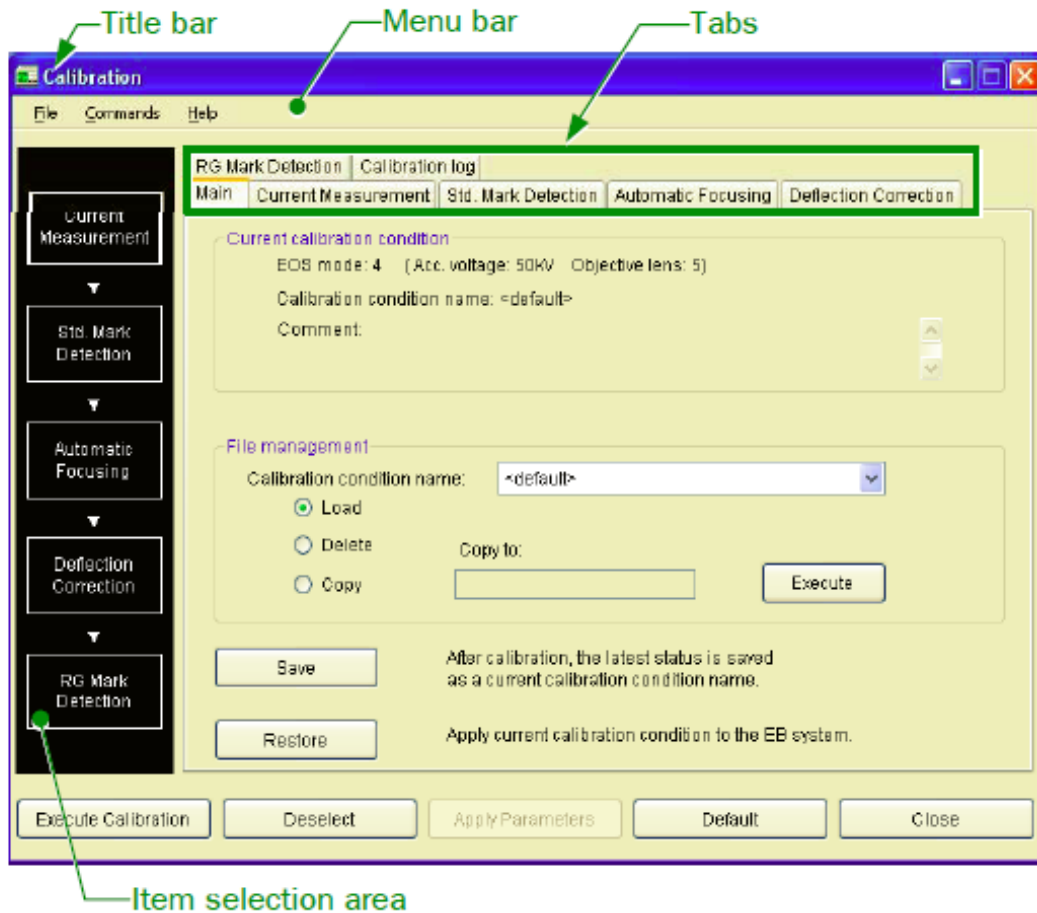 Title bar
Menu bar
Tabs
Calibration
File Commands Help
RG Mark Detection Calibration log
Main Current Measurement Std. Mark Detection Automatic Focusing Deflection Correction
Current
Measurement
Std. Mark
Detection
Automatic
Focusing
Deflection
Correction
RG Mark
Detection
Current calibration condition
EOS mode: 4 (Acc. voltage: 50kV Objective lens: 5)
Calibration condition name: <default>
Comment:
File management
Calibration condition name: <default>
Load
Delete Copy to:
Copy Execute
Save After calibration, the latest status is saved
as a current calibration condition name.
Restore Apply current calibration condition to the EB system.
Execute Calibration Deselect Apply Parameters Default Close
Item selection area